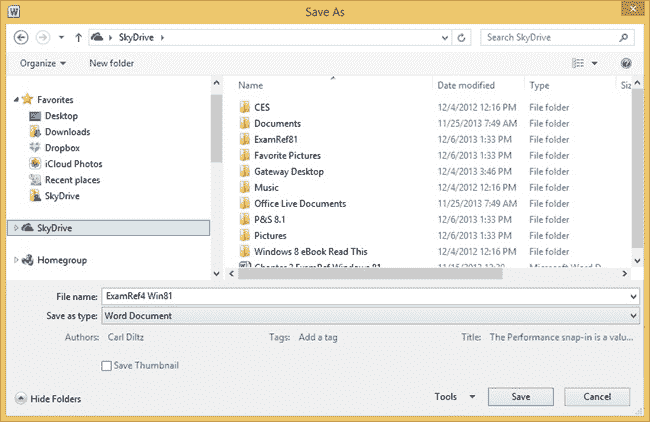 Save As
SkyDrive
Search SkyDrive
Organize New folder
Name Date modified Type Siz
Favorites
Desktop
Downloads
Dropbox
iCloud Photos
Recent places
SkyDrive
SkyDrive
Homegroup
CES 12/4/2012 12:16 PM File folder
Documents 11/25/2013 7:49 AM File folder
ExamRef81 12/6/2013 1:33 PM File folder
Favorite Pictures 12/6/2013 1:33 PM File folder
Gateway Desktop 12/4/2013 3:46 PM File folder
Music 12/4/2012 12:16 PM File folder
Office Live Documents 11/25/2013 7:49 AM File folder
P&S 8.1 12/6/2013 1:33 PM File folder
Pictures 12/6/2013 1:33 PM File folder
Windows 8 eBook Read This 12/4/2012 12:16 PM File folder
File name: ExamRef4 Win81
Save as type: Word Document
Authors: Carl Diltz Tags: Add a tag Title: The Performance snap-in is a valu...
Save Thumbnail
Hide Folders Tools Save Cancel